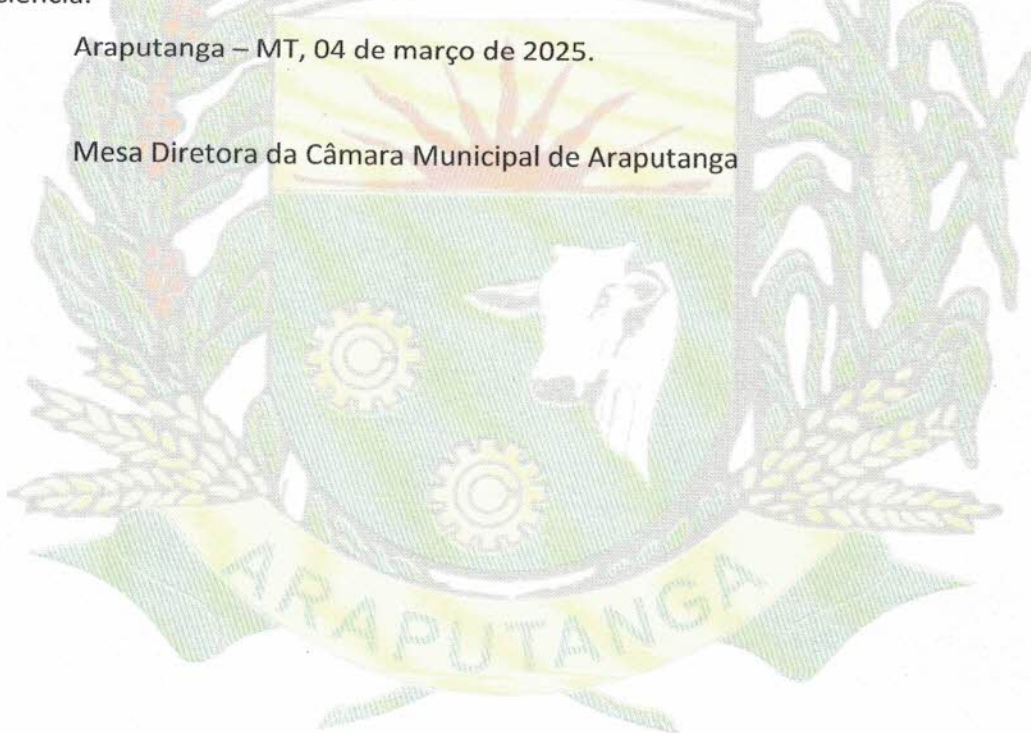 Araputanga – MT, 04 de março de 2025.
Mesa Diretora da Câmara Municipal de Araputanga
ARAPUTANGA